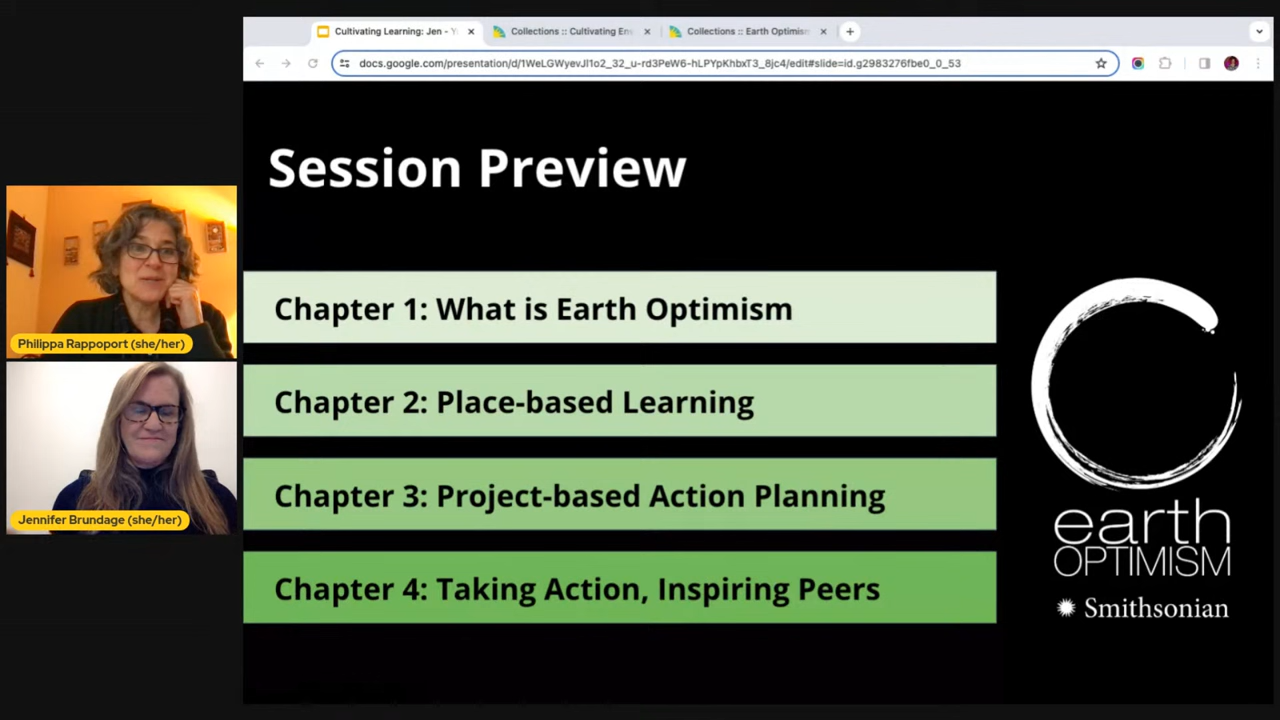 Cultivating Learning: Jen - Y
Collections :: Cultivating En
Collections :: Earth Optimism
docs.google.com/presentation/d/1WeLGWyevJl1o2_32_u-rd3PeW6-hLPYpKhbxT3_8jc4/edit#slide=id.g2983276fbe0_0_53
Session Preview
Chapter 1: What is Earth Optimism
Chapter 2: Place-based Learning
Chapter 3: Project-based Action Planning
Chapter 4: Taking Action, Inspiring Peers
earth
OPTIMISM
Smithsonian
Philippa Rappoport (she/her)
Jennifer Brundage (she/her)